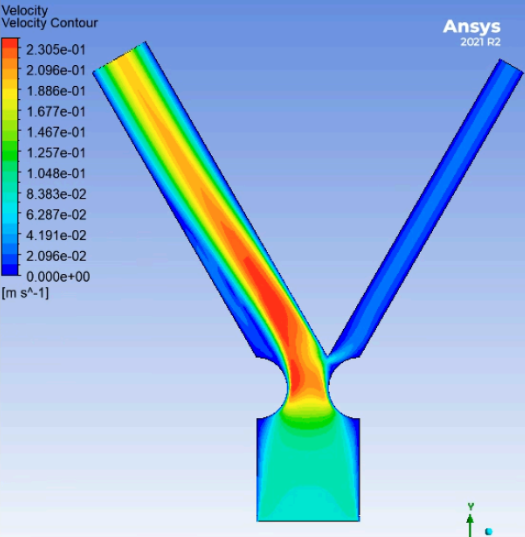 Velocity
Velocity Contour
2.305e-01
2.096e-01
1.886e-01
1.677e-01
1.467e-01
1.257e-01
1.048e-01
8.383e-02
6.287e-02
4.191e-02
2.096e-02
0.000e+00
[m s^-1]
Ansys
2021 R2
Y